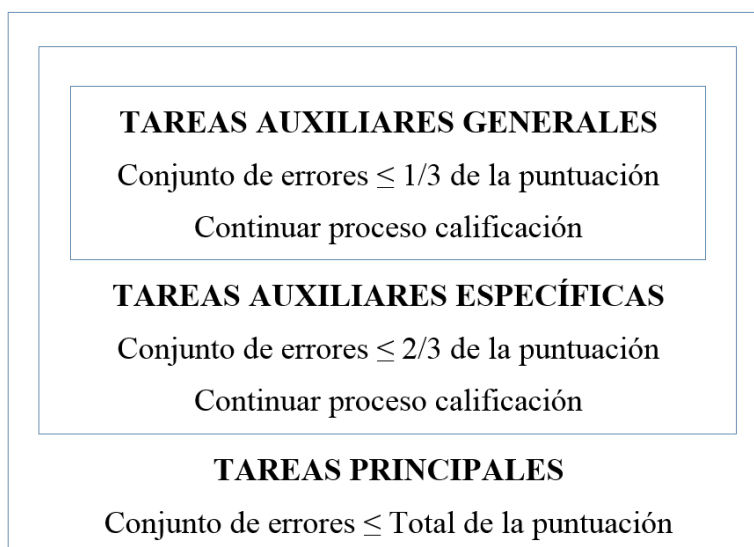 TAREAS AUXILIARES GENERALES
Conjunto de errores ≤ 1/3 de la puntuación
Continuar proceso calificación
TAREAS AUXILIARES ESPECÍFICAS
Conjunto de errores ≤ 2/3 de la puntuación
Continuar proceso calificación
TAREAS PRINCIPALES
Conjunto de errores ≤ Total de la puntuación